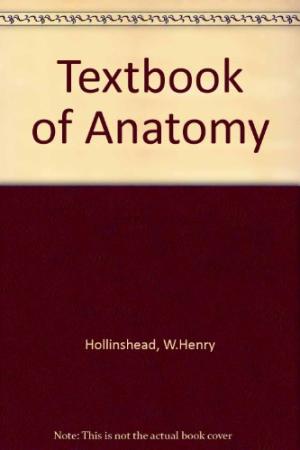 Textbook
of Anatomy
Hollinshead, W.Henry
Note: This is not the actual book cover